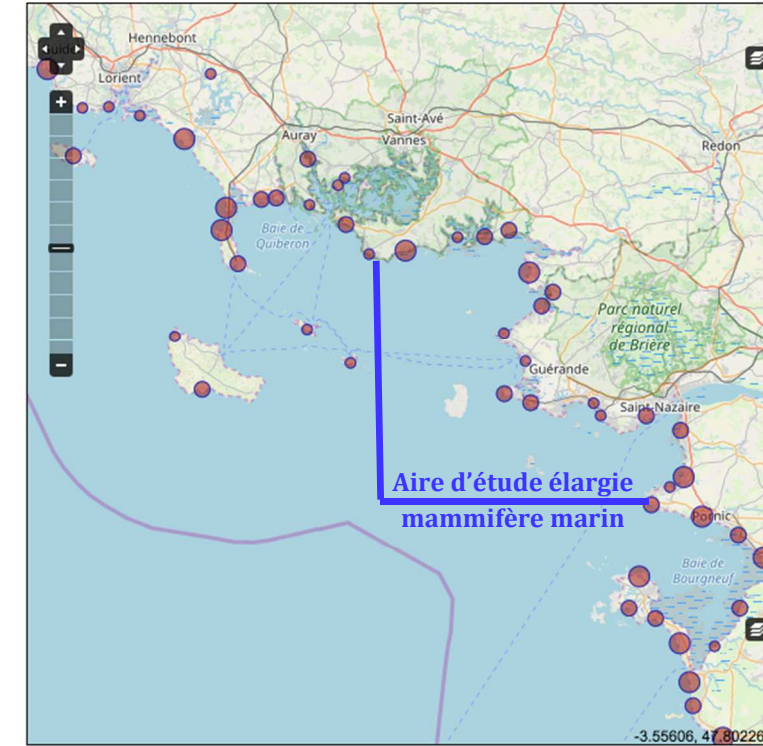 Hennebont
Guidel
Lorient
Saint-Avé
Auray
Vannes
Redon
Baie de
Quiberon
Parc naturel
régional
de Brière
Guérande
Saint-Nazaire
Aire d'étude élargie
mammifère marin
Pornic
Baie de
Bourgneuf
-3.55606, 47.80226